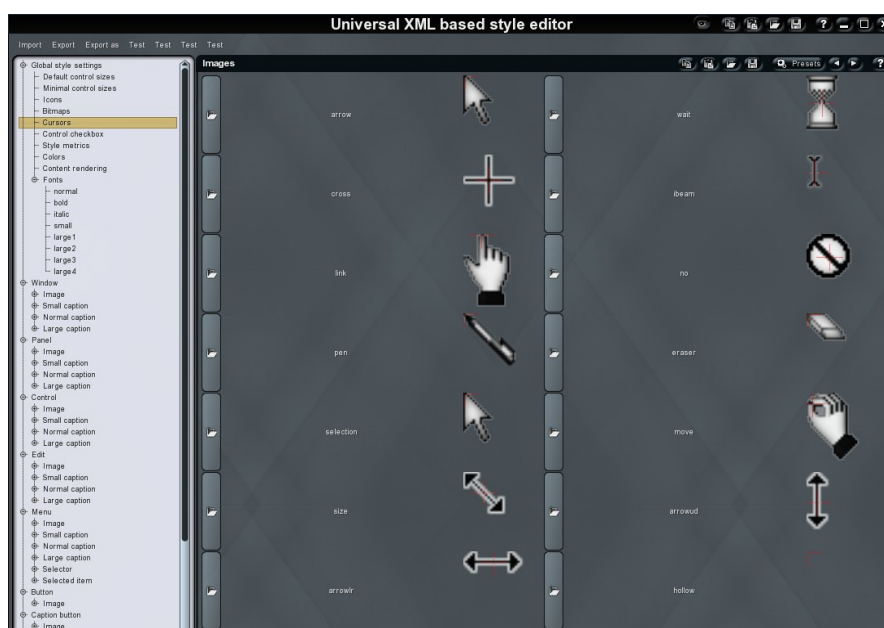 Universal XML based style editor
Import Export Export as Test Test Test Test
Global style settings
Default control sizes
Minimal control sizes
Icons
Bitmaps
Cursors
Control checkbox
Style metrics
Colors
Content rendering
Fonts
normal
bold
italic
small
large1
large2
large3
large4
Window
Image
Small caption
Normal caption
Large caption
Panel
Image
Small caption
Normal caption
Large caption
Control
Image
Small caption
Normal caption
Large caption
Edit
Image
Small caption
Normal caption
Large caption
Menu
Image
Small caption
Normal caption
Large caption
Selector
Selected item
Button
Image
Caption button
Image
Images
Presets
arrow
wait
cross
ibeam
link
no
pen
eraser
selection
move
size
arrowud
arrowlr
hollow